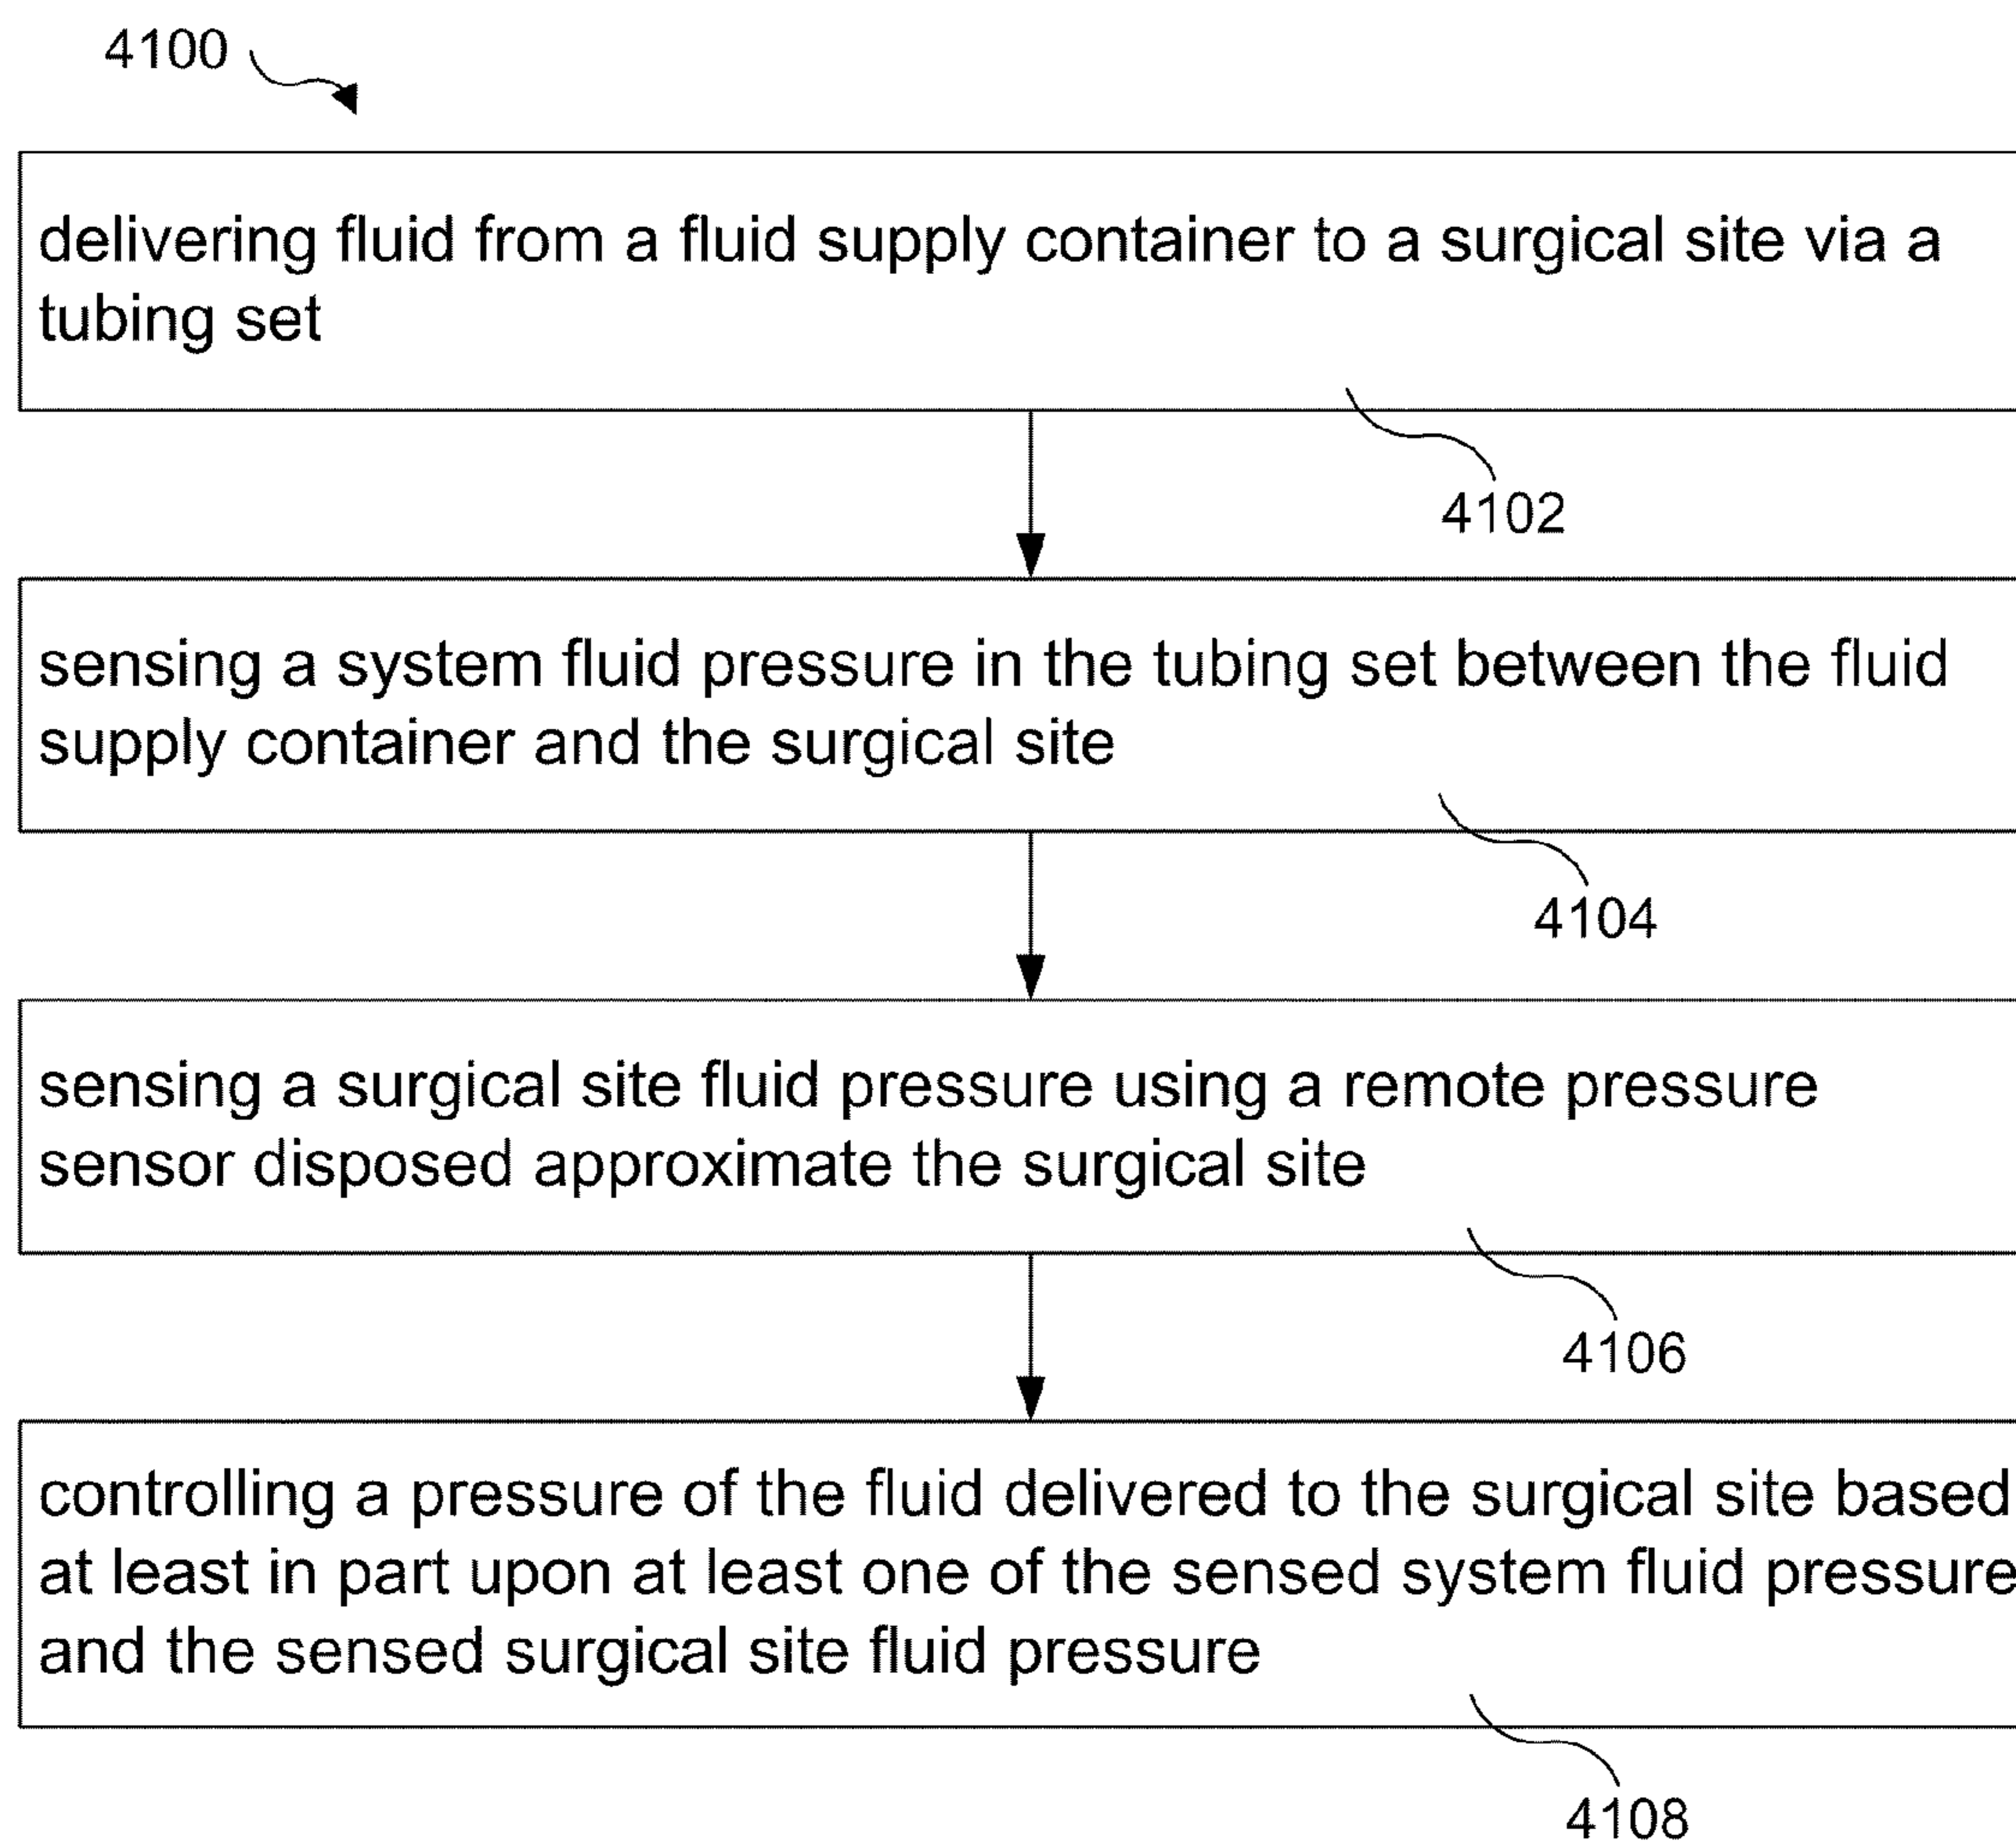 4100
delivering fluid from a fluid supply container to a surgical site via a
tubing set
4102
sensing a system fluid pressure in the tubing set between the fluid
supply container and the surgical site
4104
sensing a surgical site fluid pressure using a remote pressure
sensor disposed approximate the surgical site
4106
controlling a pressure of the fluid delivered to the surgical site based
at least in part upon at least one of the sensed system fluid pressure
and the sensed surgical site fluid pressure
4108